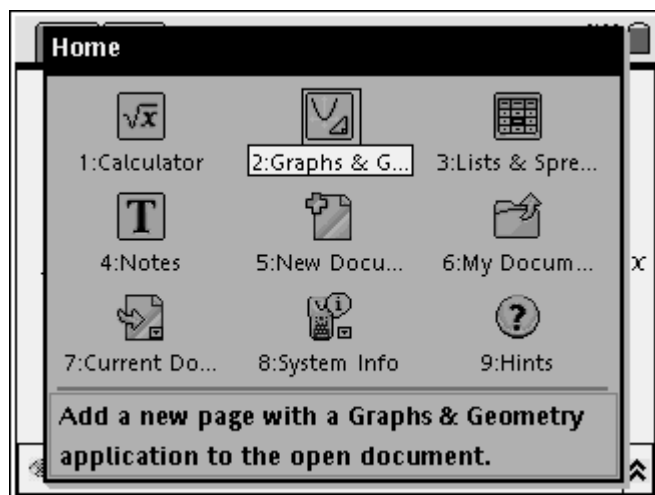 Home
1:Calculator 2:Graphs & G... 3:Lists & Spre...
4:Notes 5:New Docu... 6:My Docum...
x
7:Current Do... 8:System Info 9:Hints
Add a new page with a Graphs & Geometry
application to the open document.